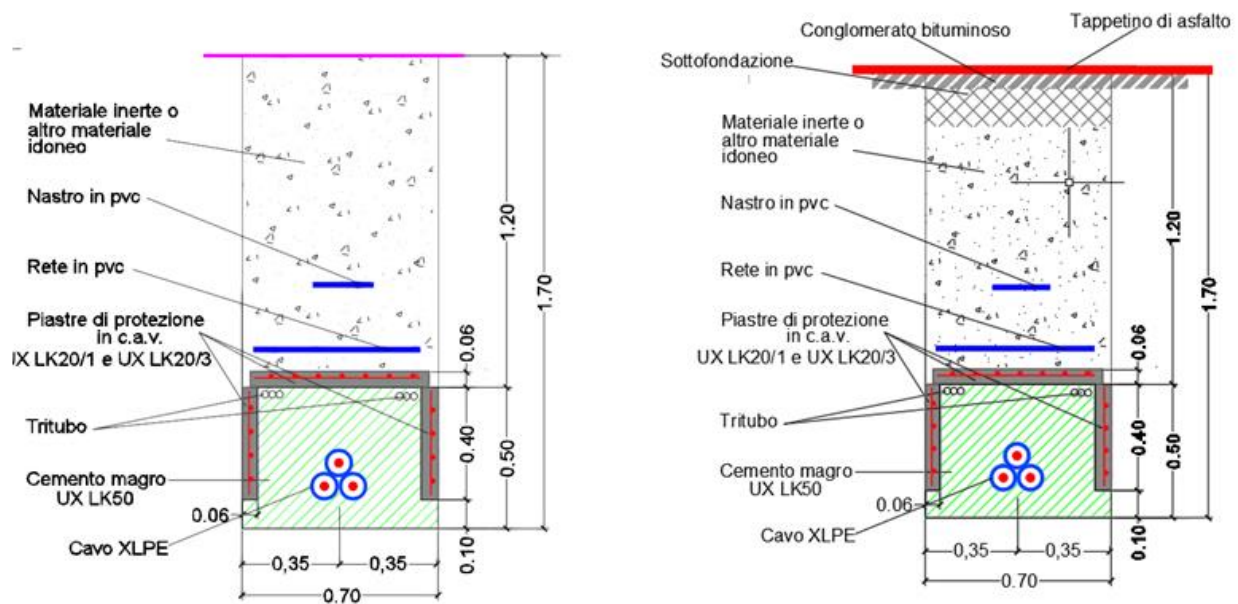 Materiale inerte o
altro materiale
idoneo
Nastro in pvc
Rete in pvc
Piastre di protezione
in c.a.v.
UX LK20/1 e UX LK20/3
Tritubo
Cemento magro
UX LK50
0.06
Cavo XLPE
0,35
0,35
0.70
0.06
0.40
0.10
1.20
0.50
1.70
Tappetino di asfalto
Conglomerato bituminoso
Sottofondazione
Materiale inerte o
altro materiale
idoneo
Nastro in pvc
Rete in pvc
Piastre di protezione
in c.a.v.
UX LK20/1 e UX LK20/3
Tritubo
Cemento magro
UX LK50
0.06
Cavo XLPE
0,35
0,35
0.70
0.06
0.40
0.10
1.20
0.50
1.70